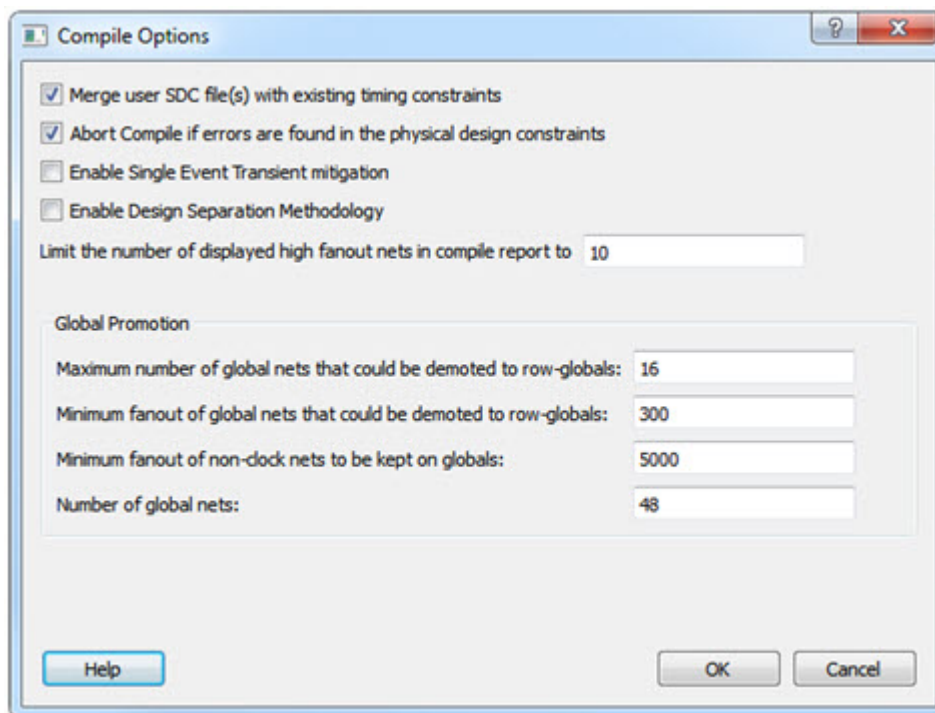 Compile Options
Merge user SDC file(s) with existing timing constraints
Abort Compile if errors are found in the physical design constraints
Enable Single Event Transient mitigation
Enable Design Separation Methodology
Limit the number of displayed high fanout nets in compile report to 10
Global Promotion
Maximum number of global nets that could be demoted to row-globals: 16
Minimum fanout of global nets that could be demoted to row-globals: 300
Minimum fanout of non-clock nets to be kept on globals: 5000
Number of global nets: 48
Help OK Cancel